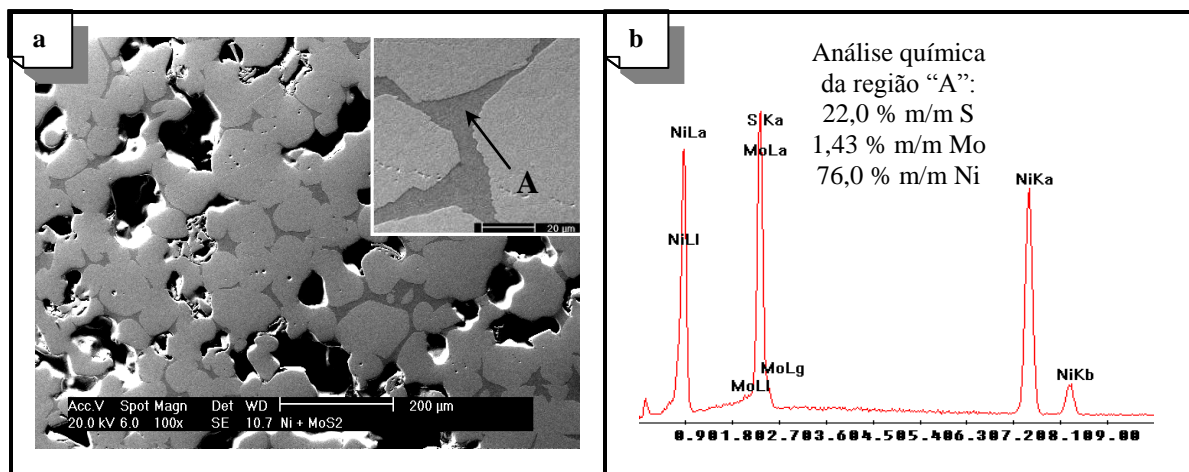 a
A
20 µm
Acc.V Spot Magn Det WD 200 µm
20.0 kV 6.0 100x SE 10.7 Ni + MoS2
b
Análise química
da região “A”:
22,0 % m/m S
1,43 % m/m Mo
76,0 % m/m Ni
NiLa
NiLl
S Ka
MoLa
MoLl
MoLg
NiKa
NiKb
0.901.802.703.604.505.406.307.208.109.00